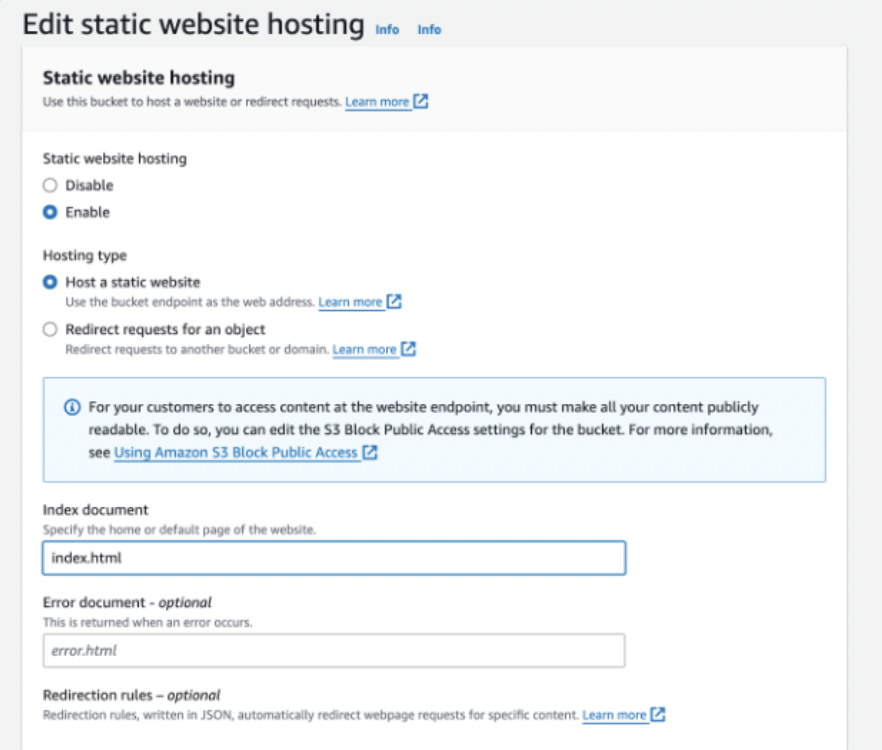 Edit static website hosting Info Info
Static website hosting
Use this bucket to host a website or redirect requests. Learn more
Static website hosting
Disable
Enable
Hosting type
Host a static website
Use the bucket endpoint as the web address. Learn more
Redirect requests for an object
Redirect requests to another bucket or domain. Learn more
For your customers to access content at the website endpoint, you must make all your content publicly
readable. To do so, you can edit the S3 Block Public Access settings for the bucket. For more information,
see Using Amazon S3 Block Public Access
Index document
Specify the home or default page of the website.
index.html
Error document - optional
This is returned when an error occurs.
error.html
Redirection rules – optional
Redirection rules, written in JSON, automatically redirect webpage requests for specific content. Learn more